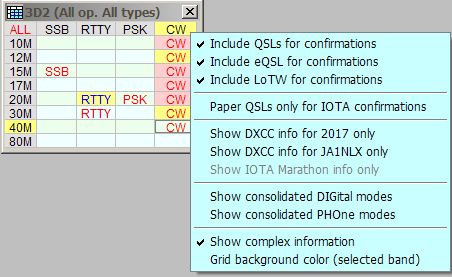 3D2 (All op. All types)
ALL SSB RTTY PSK CW
10M CW
12M CW
15M SSB CW
17M CW
20M RTTY PSK CW
30M RTTY CW
40M CW
80M
Include QSLs for confirmations
Include eQSL for confirmations
Include LoTW for confirmations
Paper QSLs only for IOTA confirmations
Show DXCC info for 2017 only
Show DXCC info for JA1NLX only
Show IOTA Marathon info only
Show consolidated DIGital modes
Show consolidated PHOne modes
Show complex information
Grid background color (selected band)